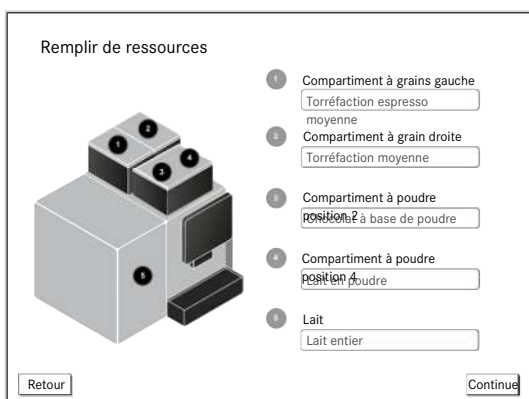 Remplir de ressources
1
Compartiment à grains gauche
Torréfaction espresso
moyenne
2
Compartiment à grain droite
Torréfaction moyenne
3
Compartiment à poudre
position 2
Chocolat à base de poudre
4
Compartiment à poudre
position 4
Lait en poudre
5
Lait
Lait entier
1
2
3
4
5
Retour
Continue